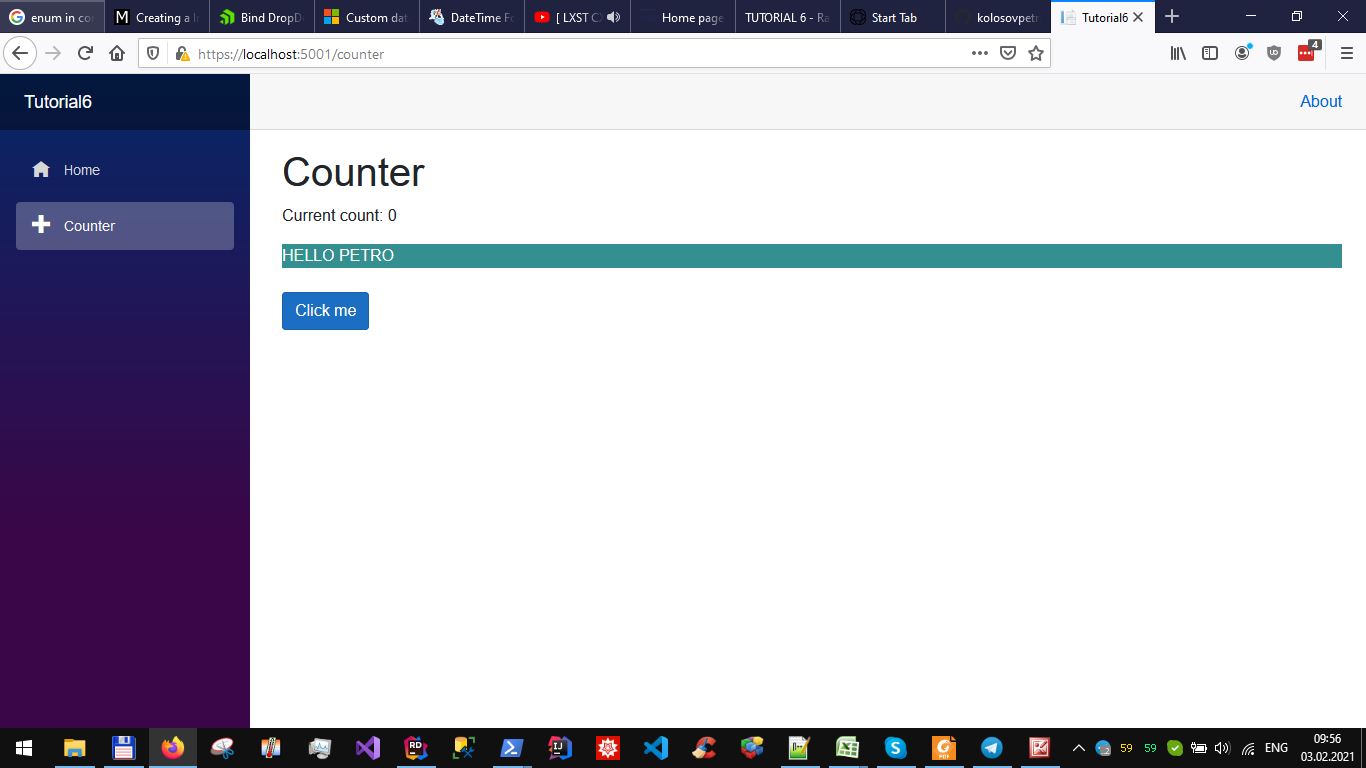 enum in co
Creating a I
Bind DropD
Custom dat
DateTime Fo
[ LXST C
Home page
TUTORIAL 6 - Ra
Start Tab
kolosovpetr
Tutorial6
https://localhost:5001/counter
4
Tutorial6
About
Home
Counter
Counter
Current count: 0
HELLO PETRO
Click me
59
59
ENG
09:56
03.02.2021